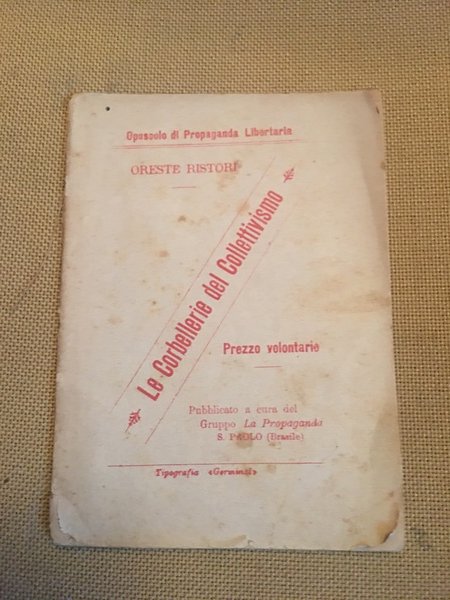 Opuscolo di Propaganda Libertaria
ORESTE RISTORI
Le Corbellerie del Collettivismo
Prezzo volontario
Pubblicato a cura del
Gruppo La Propaganda
S. PAOLO (Brasile)
Tipografia «Germinal»